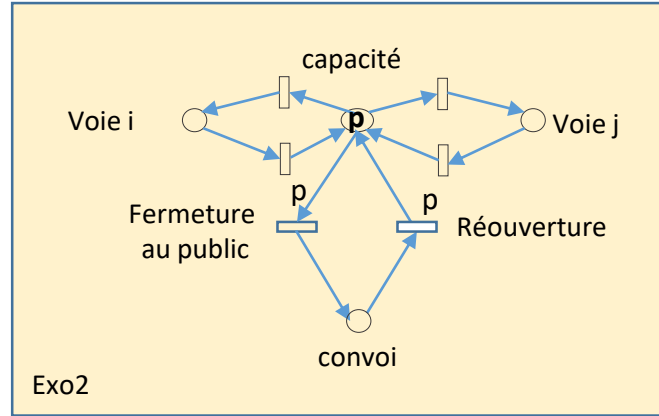 capacité
Voie i
p
Voie j
p
p
Fermeture
au public
Réouverture
convoi
Exo2